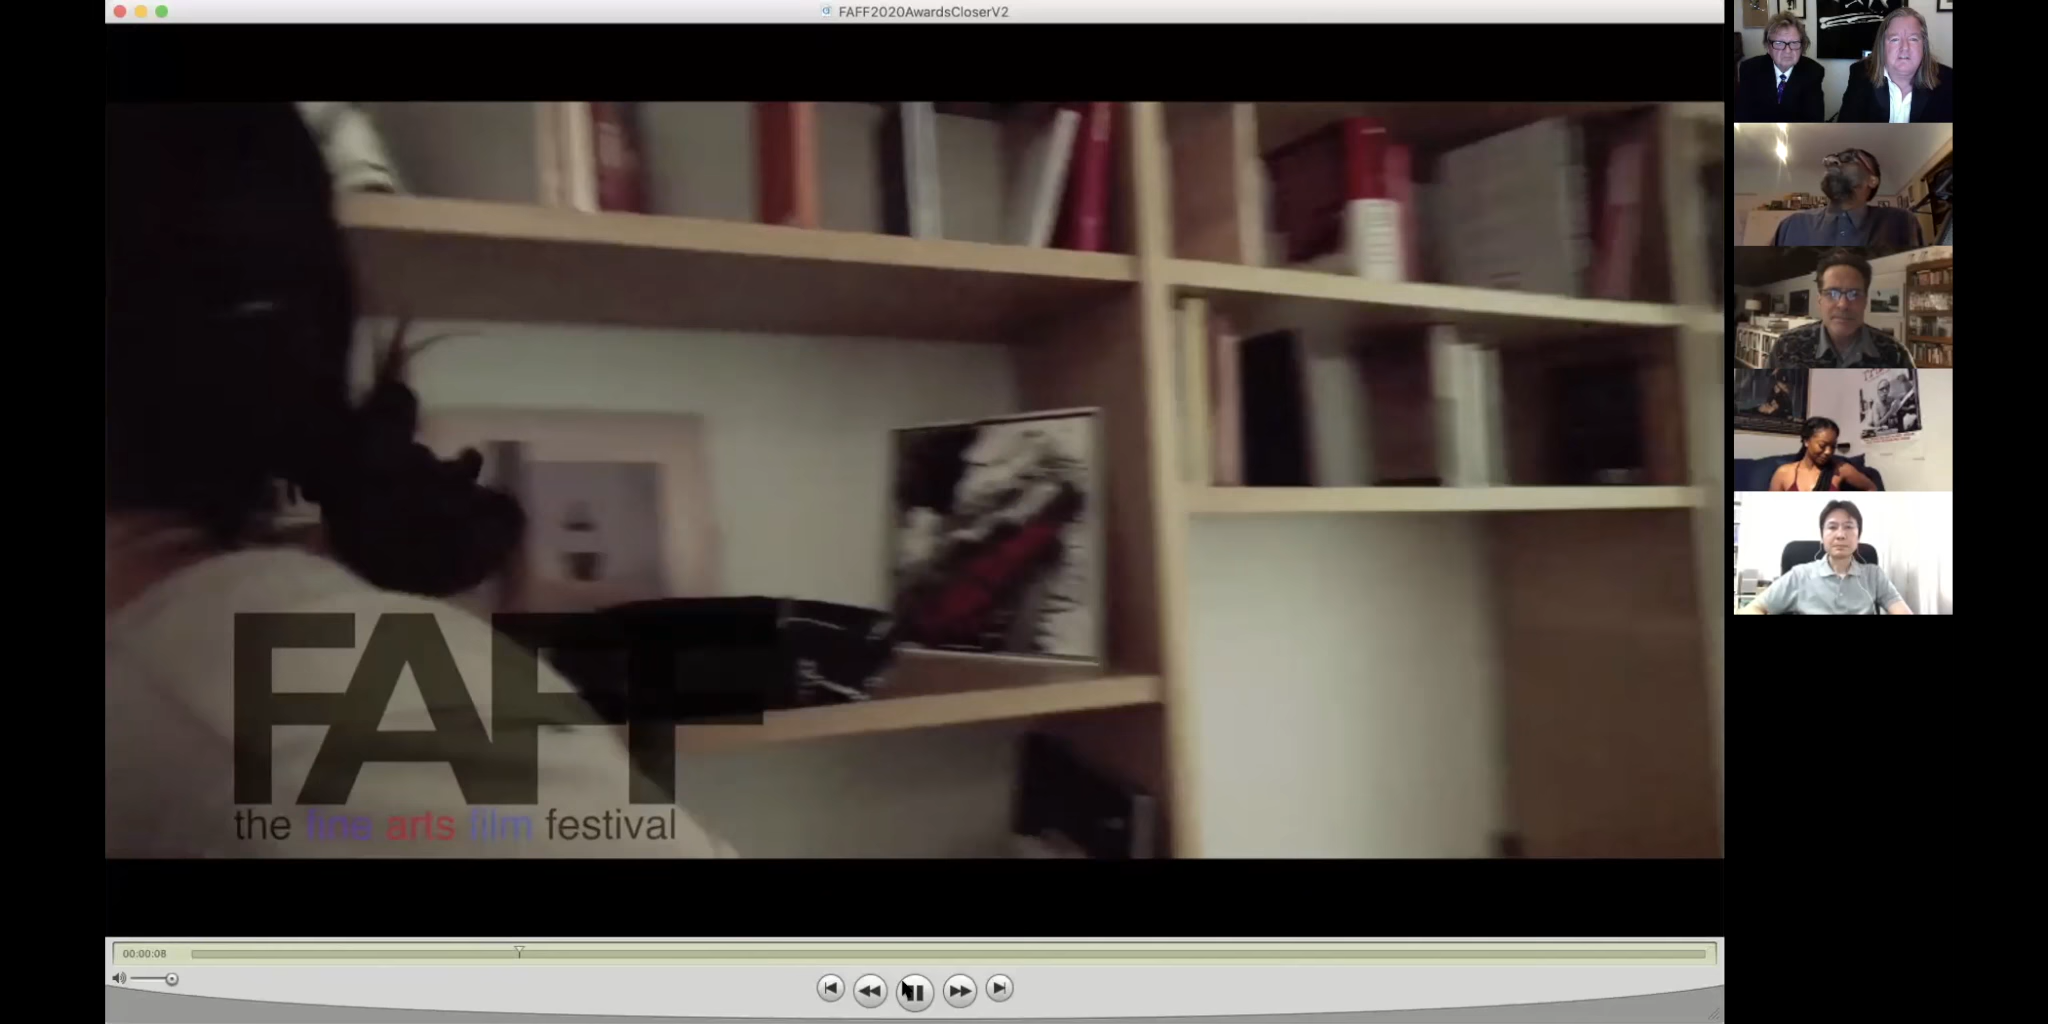 FAFF2020AwardsCloserV2
FAFF
the fine arts film festival
00:00:08